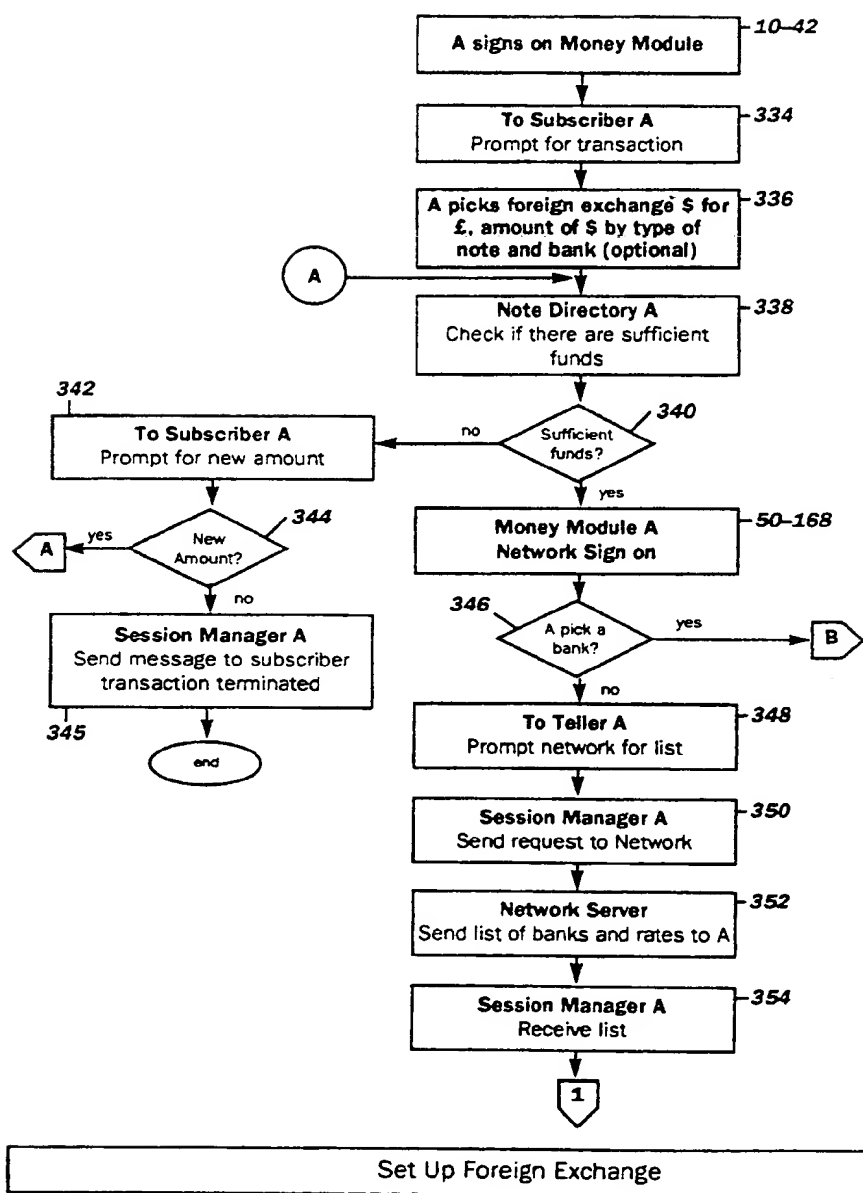 A signs on Money Module
10–42
To Subscriber A
Prompt for transaction
334
A picks foreign exchange $ for
£, amount of $ by type of
note and bank (optional)
336
A
Note Directory A
Check if there are sufficient
funds
338
342
To Subscriber A
Prompt for new amount
no
Sufficient
funds?
340
yes
A
yes
New
Amount?
344
no
Money Module A
Network Sign on
50–168
346
A pick a
bank?
yes
B
no
Session Manager A
Send message to subscriber
transaction terminated
345
end
To Teller A
Prompt network for list
348
Session Manager A
Send request to Network
350
Network Server
Send list of banks and rates to A
352
Session Manager A
Receive list
354
1
Set Up Foreign Exchange